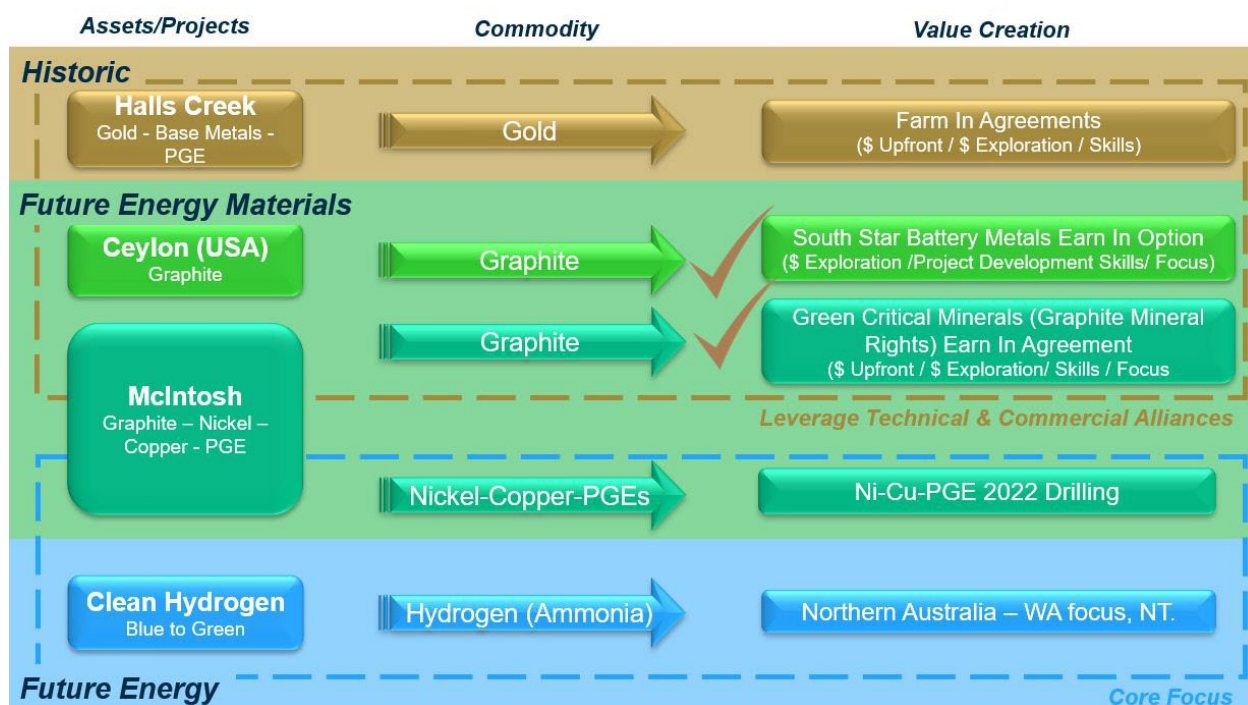 Assets/Projects
Commodity
Value Creation
Historic
Halls Creek
Gold - Base Metals -
PGE
Gold
Farm In Agreements
($ Upfront / $ Exploration / Skills)
Future Energy Materials
Ceylon (USA)
Graphite
Graphite
South Star Battery Metals Earn In Option
($ Exploration /Project Development Skills/ Focus)
Graphite
Green Critical Minerals (Graphite Mineral
Rights) Earn In Agreement
($ Upfront / $ Exploration/ Skills / Focus
McIntosh
Graphite – Nickel –
Copper - PGE
Leverage Technical & Commercial Alliances
Nickel-Copper-PGEs
Ni-Cu-PGE 2022 Drilling
Clean Hydrogen
Blue to Green
Hydrogen (Ammonia)
Northern Australia – WA focus, NT.
Future Energy
Core Focus